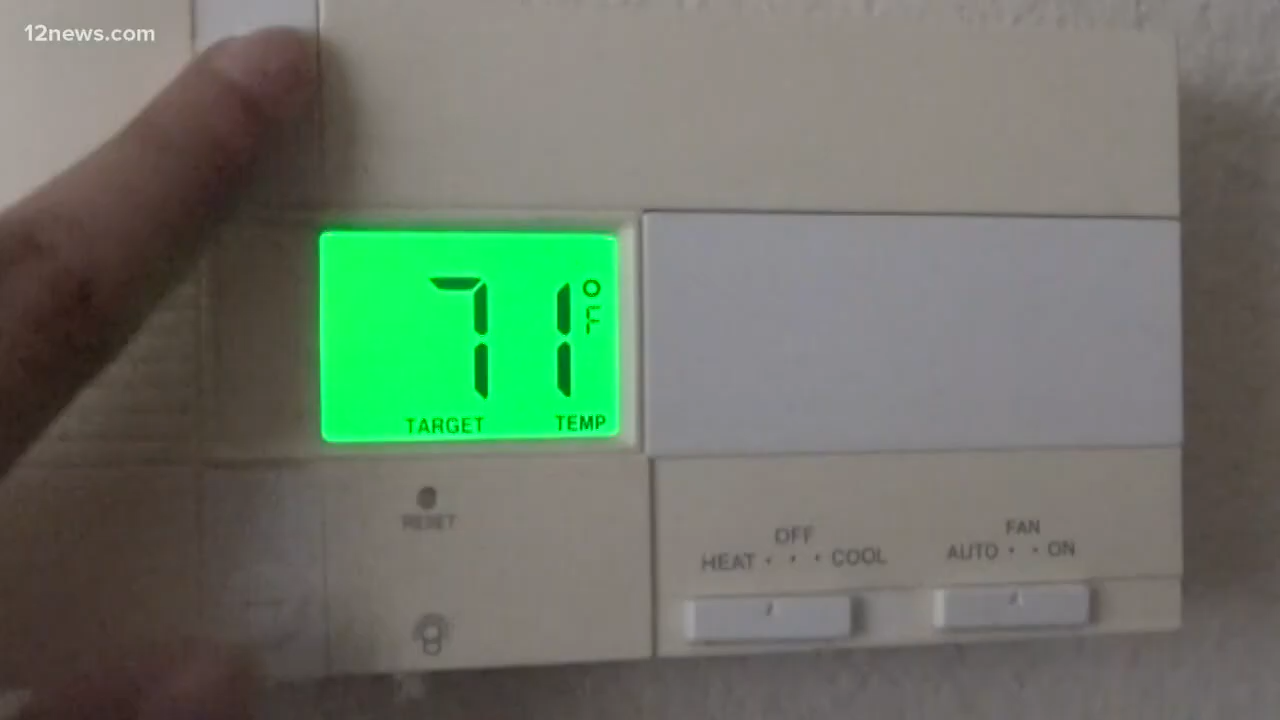 12news.com
71°F
TARGET TEMP
RESET
OFF
HEAT · · · COOL
FAN
AUTO · · ON